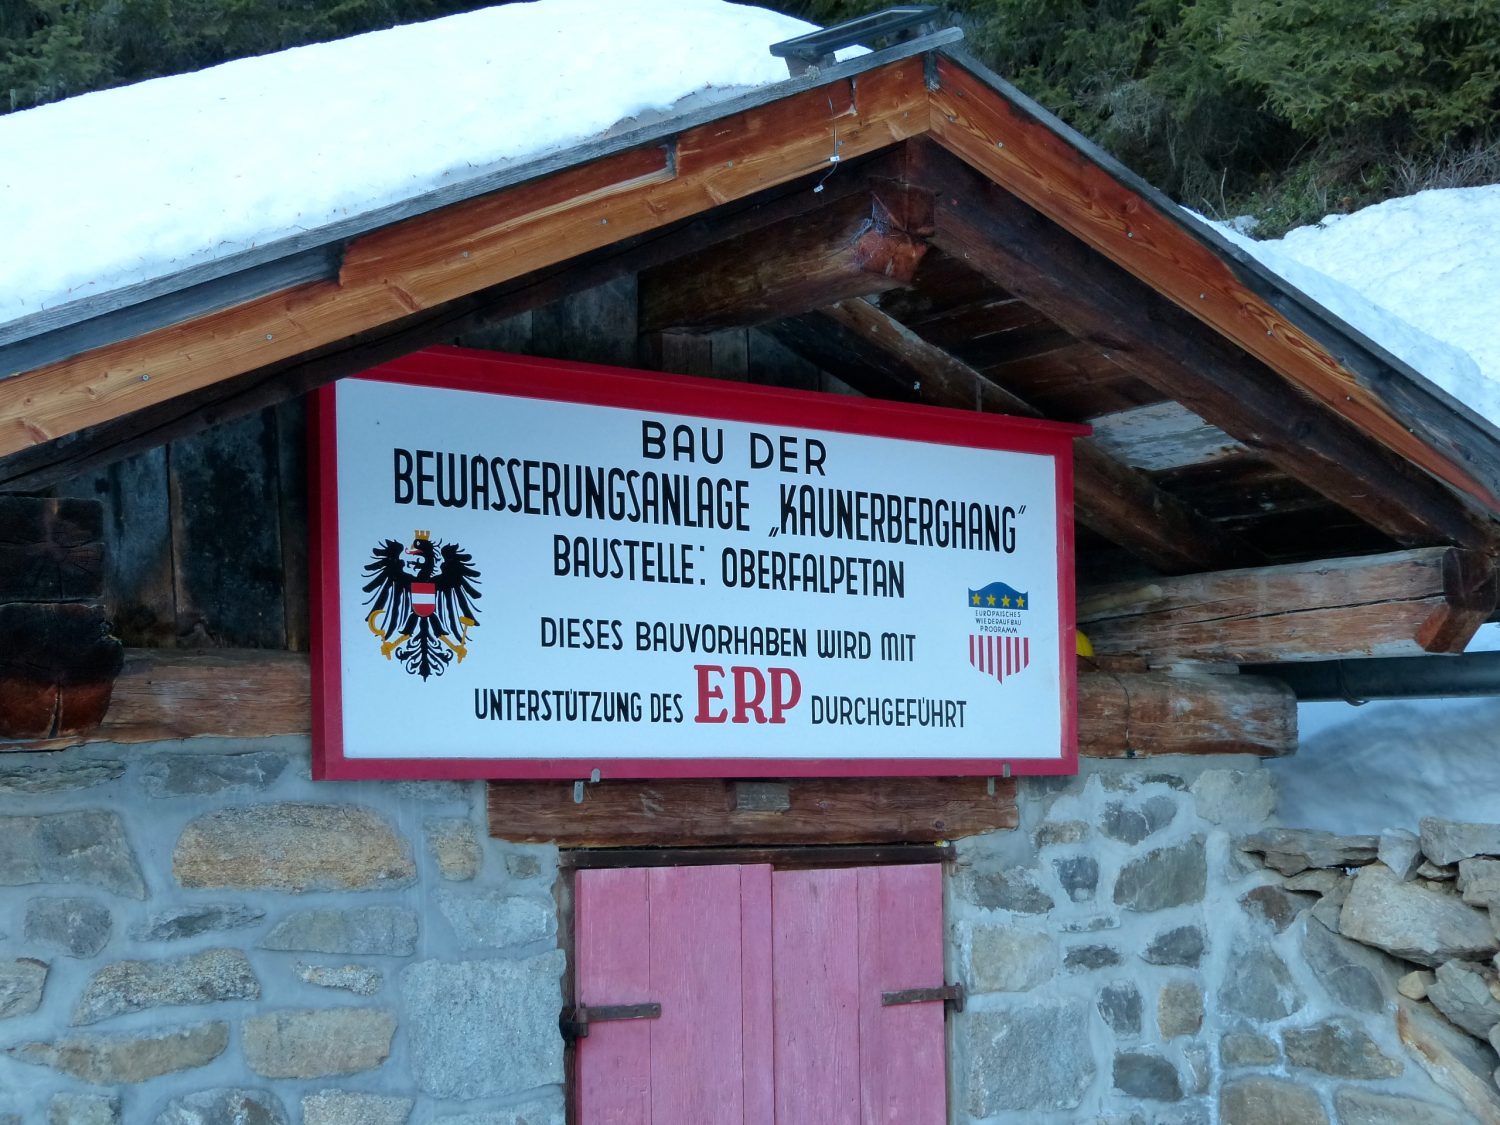 BAU DER
BEWÄSSERUNGSANLAGE „KAUNERBERGHANG"
BAUSTELLE: OBERFALPETAN
EUROPÄISCHES
WIEDERAUFBAU
PROGRAMM
DIESES BAUVORHABEN WIRD MIT
UNTERSTÜTZUNG DES ERP DURCHGEFÜHRT